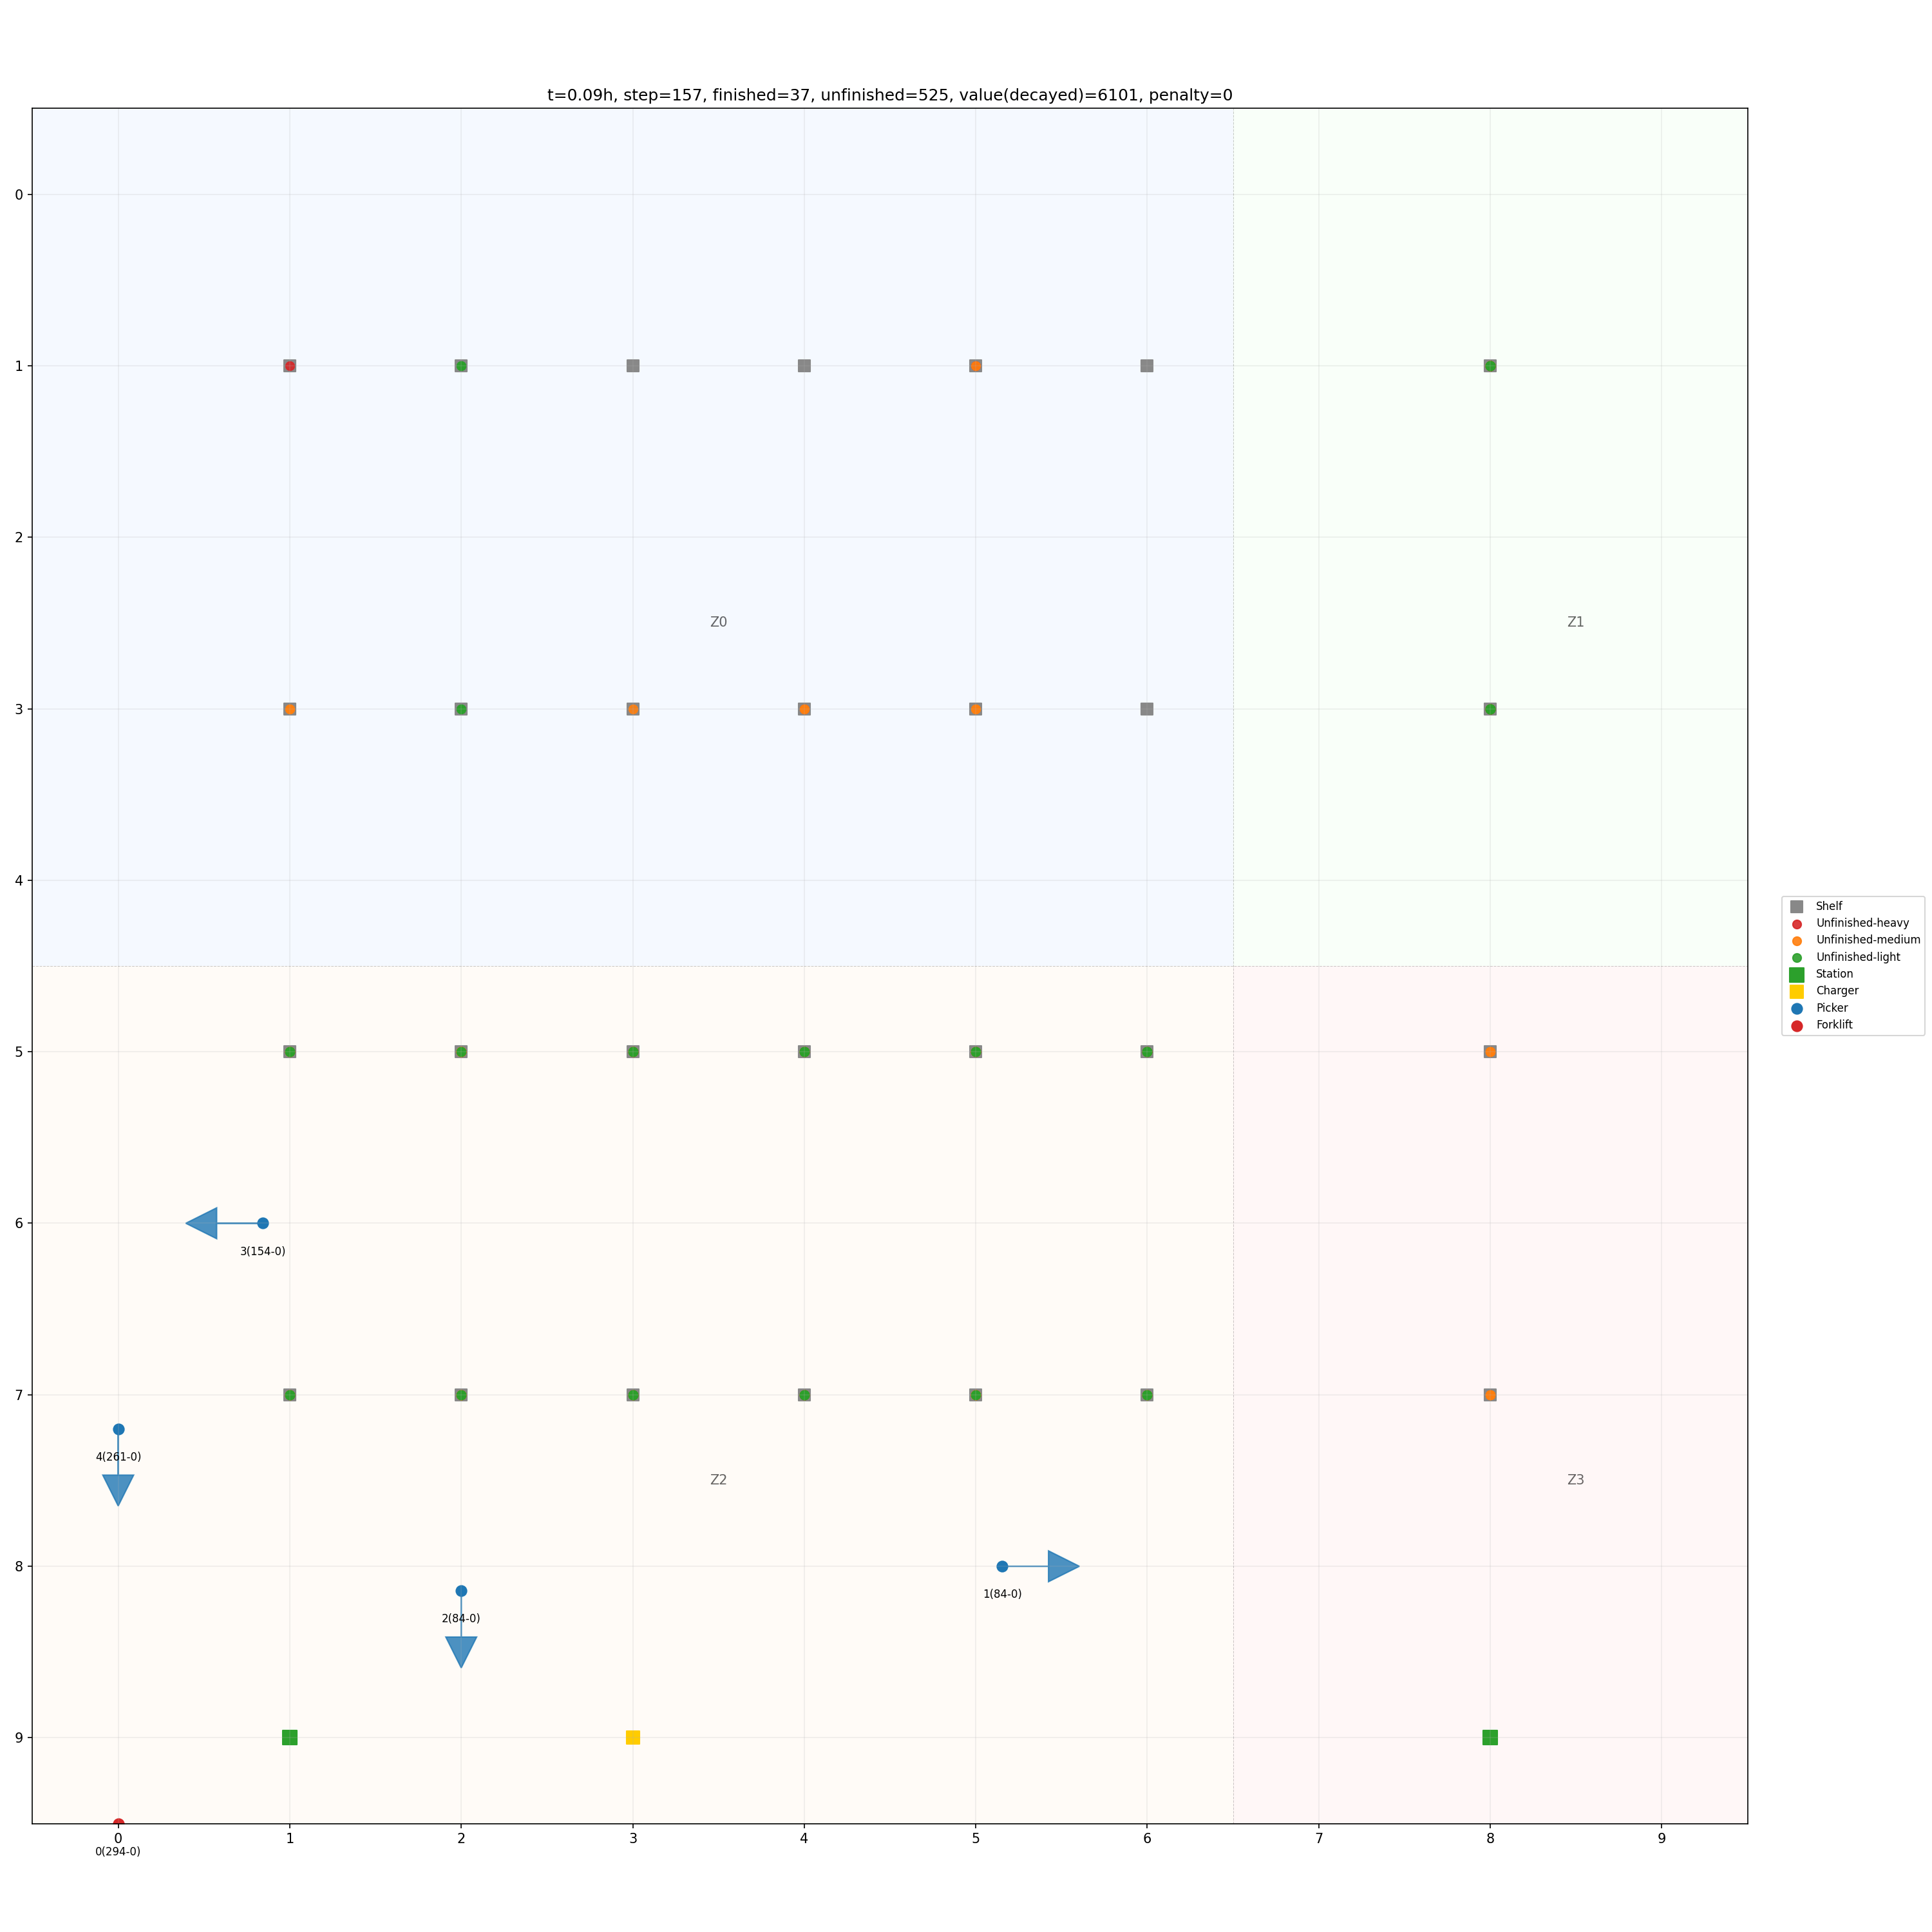 t=0.09h, step=157, finished=37, unfinished=525, value(decayed)=6101, penalty=0
0
1
2
Z0
Z1
3
4
Shelf
Unfinished-heavy
Unfinished-medium
Unfinished-light
Station
Charger
Picker
Forklift
5
6
3(154-0)
7
4(261-0)
Z2
Z3
8
1(84-0)
2(84-0)
9
0 1 2 3 4 5 6 7 8 9
0(294-0)